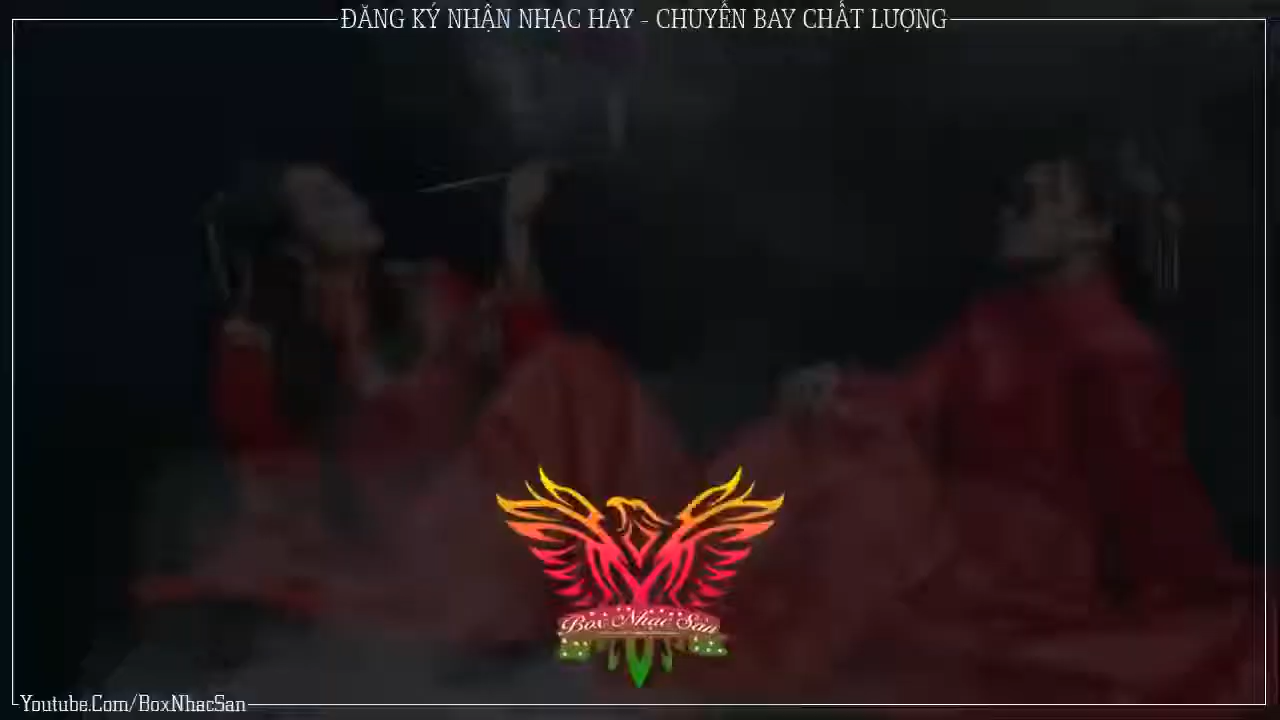 ĐĂNG KÝ NHẬN NHẠC HAY - CHUYẾN BAY CHẤT LƯỢNG
Box Nhạc Sàn
Youtube.Com/BoxNhacSan